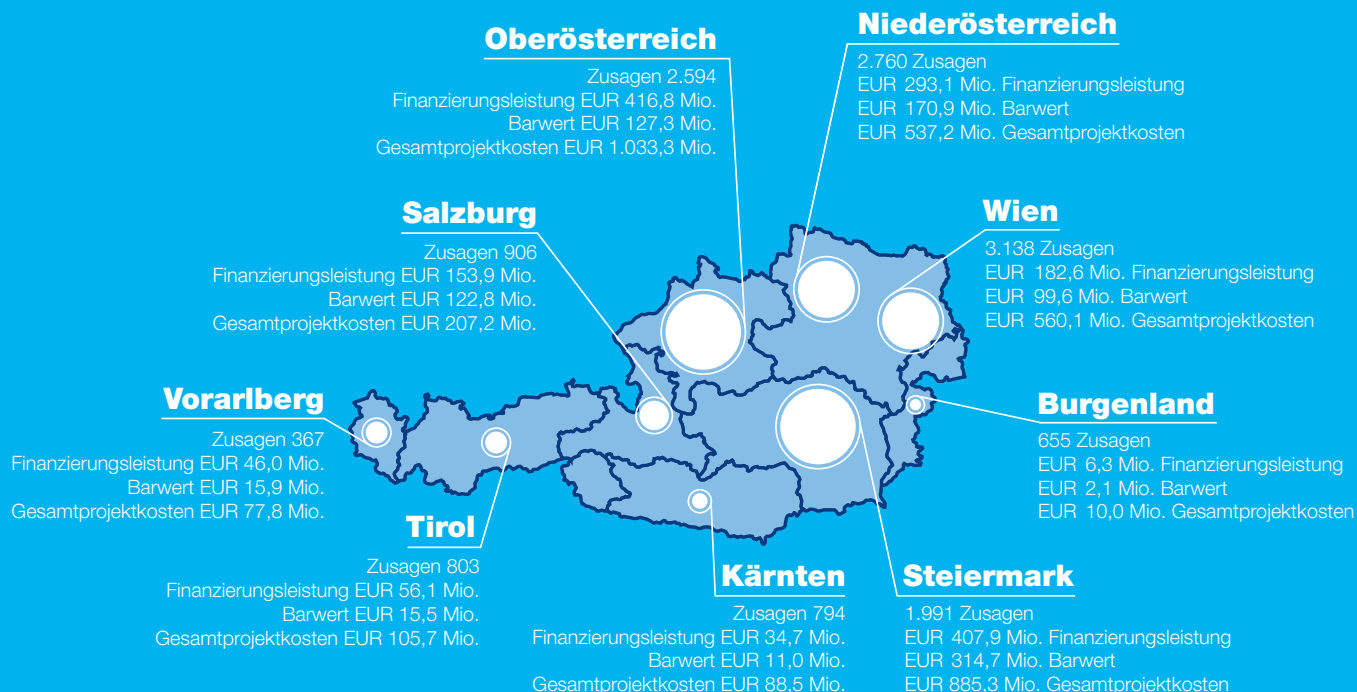 Oberösterreich
Zusagen 2.594
Finanzierungsleistung EUR 416,8 Mio.
Barwert EUR 127,3 Mio.
Gesamtprojektkosten EUR 1.033,3 Mio.
Niederösterreich
2.760 Zusagen
EUR 293,1 Mio. Finanzierungsleistung
EUR 170,9 Mio. Barwert
EUR 537,2 Mio. Gesamtprojektkosten
Salzburg
Zusagen 906
Finanzierungsleistung EUR 153,9 Mio.
Barwert EUR 122,8 Mio.
Gesamtprojektkosten EUR 207,2 Mio.
Wien
3.138 Zusagen
EUR 182,6 Mio. Finanzierungsleistung
EUR 99,6 Mio. Barwert
EUR 560,1 Mio. Gesamtprojektkosten
Vorarlberg
Zusagen 367
Finanzierungsleistung EUR 46,0 Mio.
Barwert EUR 15,9 Mio.
Gesamtprojektkosten EUR 77,8 Mio.
Burgenland
655 Zusagen
EUR 6,3 Mio. Finanzierungsleistung
EUR 2,1 Mio. Barwert
EUR 10,0 Mio. Gesamtprojektkosten
Tirol
Zusagen 803
Finanzierungsleistung EUR 56,1 Mio.
Barwert EUR 15,5 Mio.
Gesamtprojektkosten EUR 105,7 Mio.
Kärnten
Zusagen 794
Finanzierungsleistung EUR 34,7 Mio.
Barwert EUR 11,0 Mio.
Gesamtprojektkosten EUR 88,5 Mio.
Steiermark
1.991 Zusagen
EUR 407,9 Mio. Finanzierungsleistung
EUR 314,7 Mio. Barwert
EUR 885,3 Mio. Gesamtprojektkosten